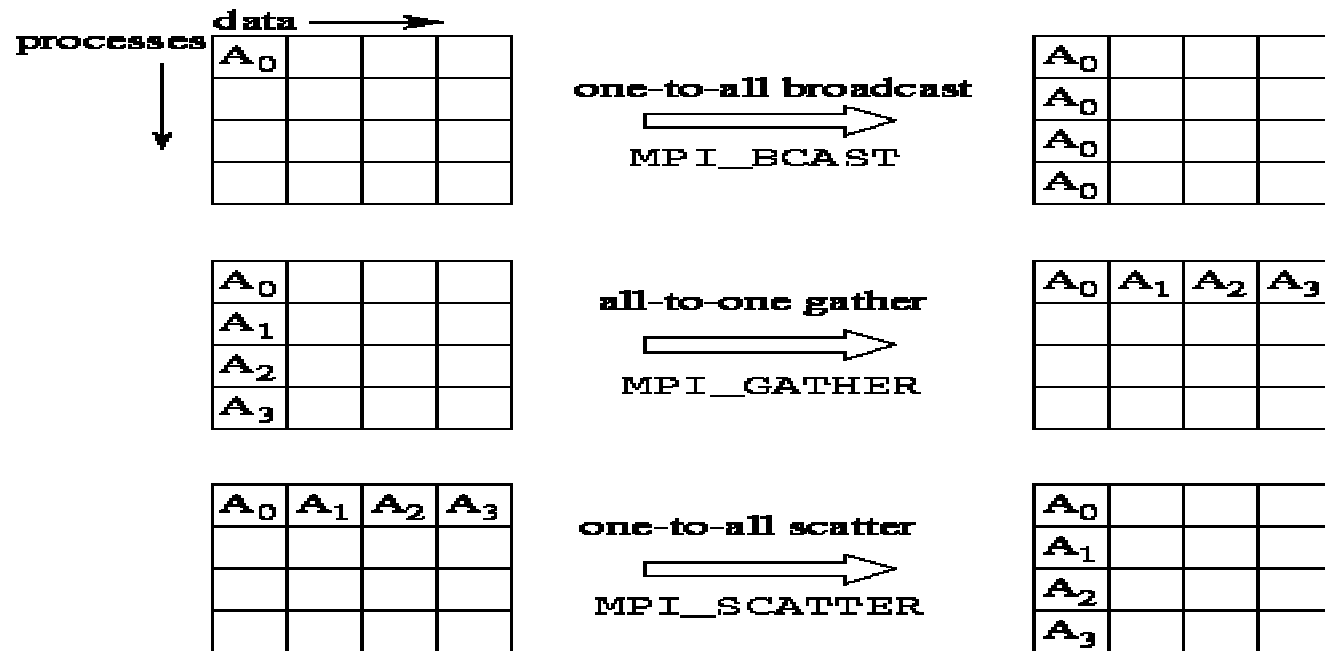 data
processes
A0
A0
one-to-all broadcast
A0
A0
MPI_BCAST
A0
A0
A0 A1 A2 A3
all-to-one gather
A1
A2
MPI_GATHER
A3
A0 A1 A2 A3
A0
one-to-all scatter
A1
A2
MPI_SCATTER
A3